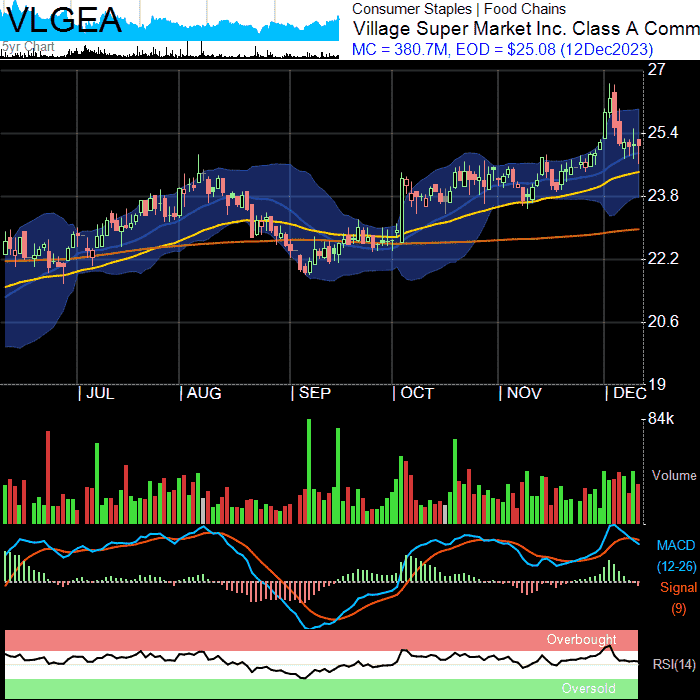 VLGEA
5yr Chart
Consumer Staples | Food Chains
Village Super Market Inc. Class A Comm
MC = 380.7M, EOD = $25.08 (12Dec2023)
27
25.4
23.8
22.2
20.6
19
| JUL | AUG | SEP | OCT | NOV | DEC
84k
Volume
MACD
(12-26)
Signal
(9)
Overbought
RSI(14)
Oversold